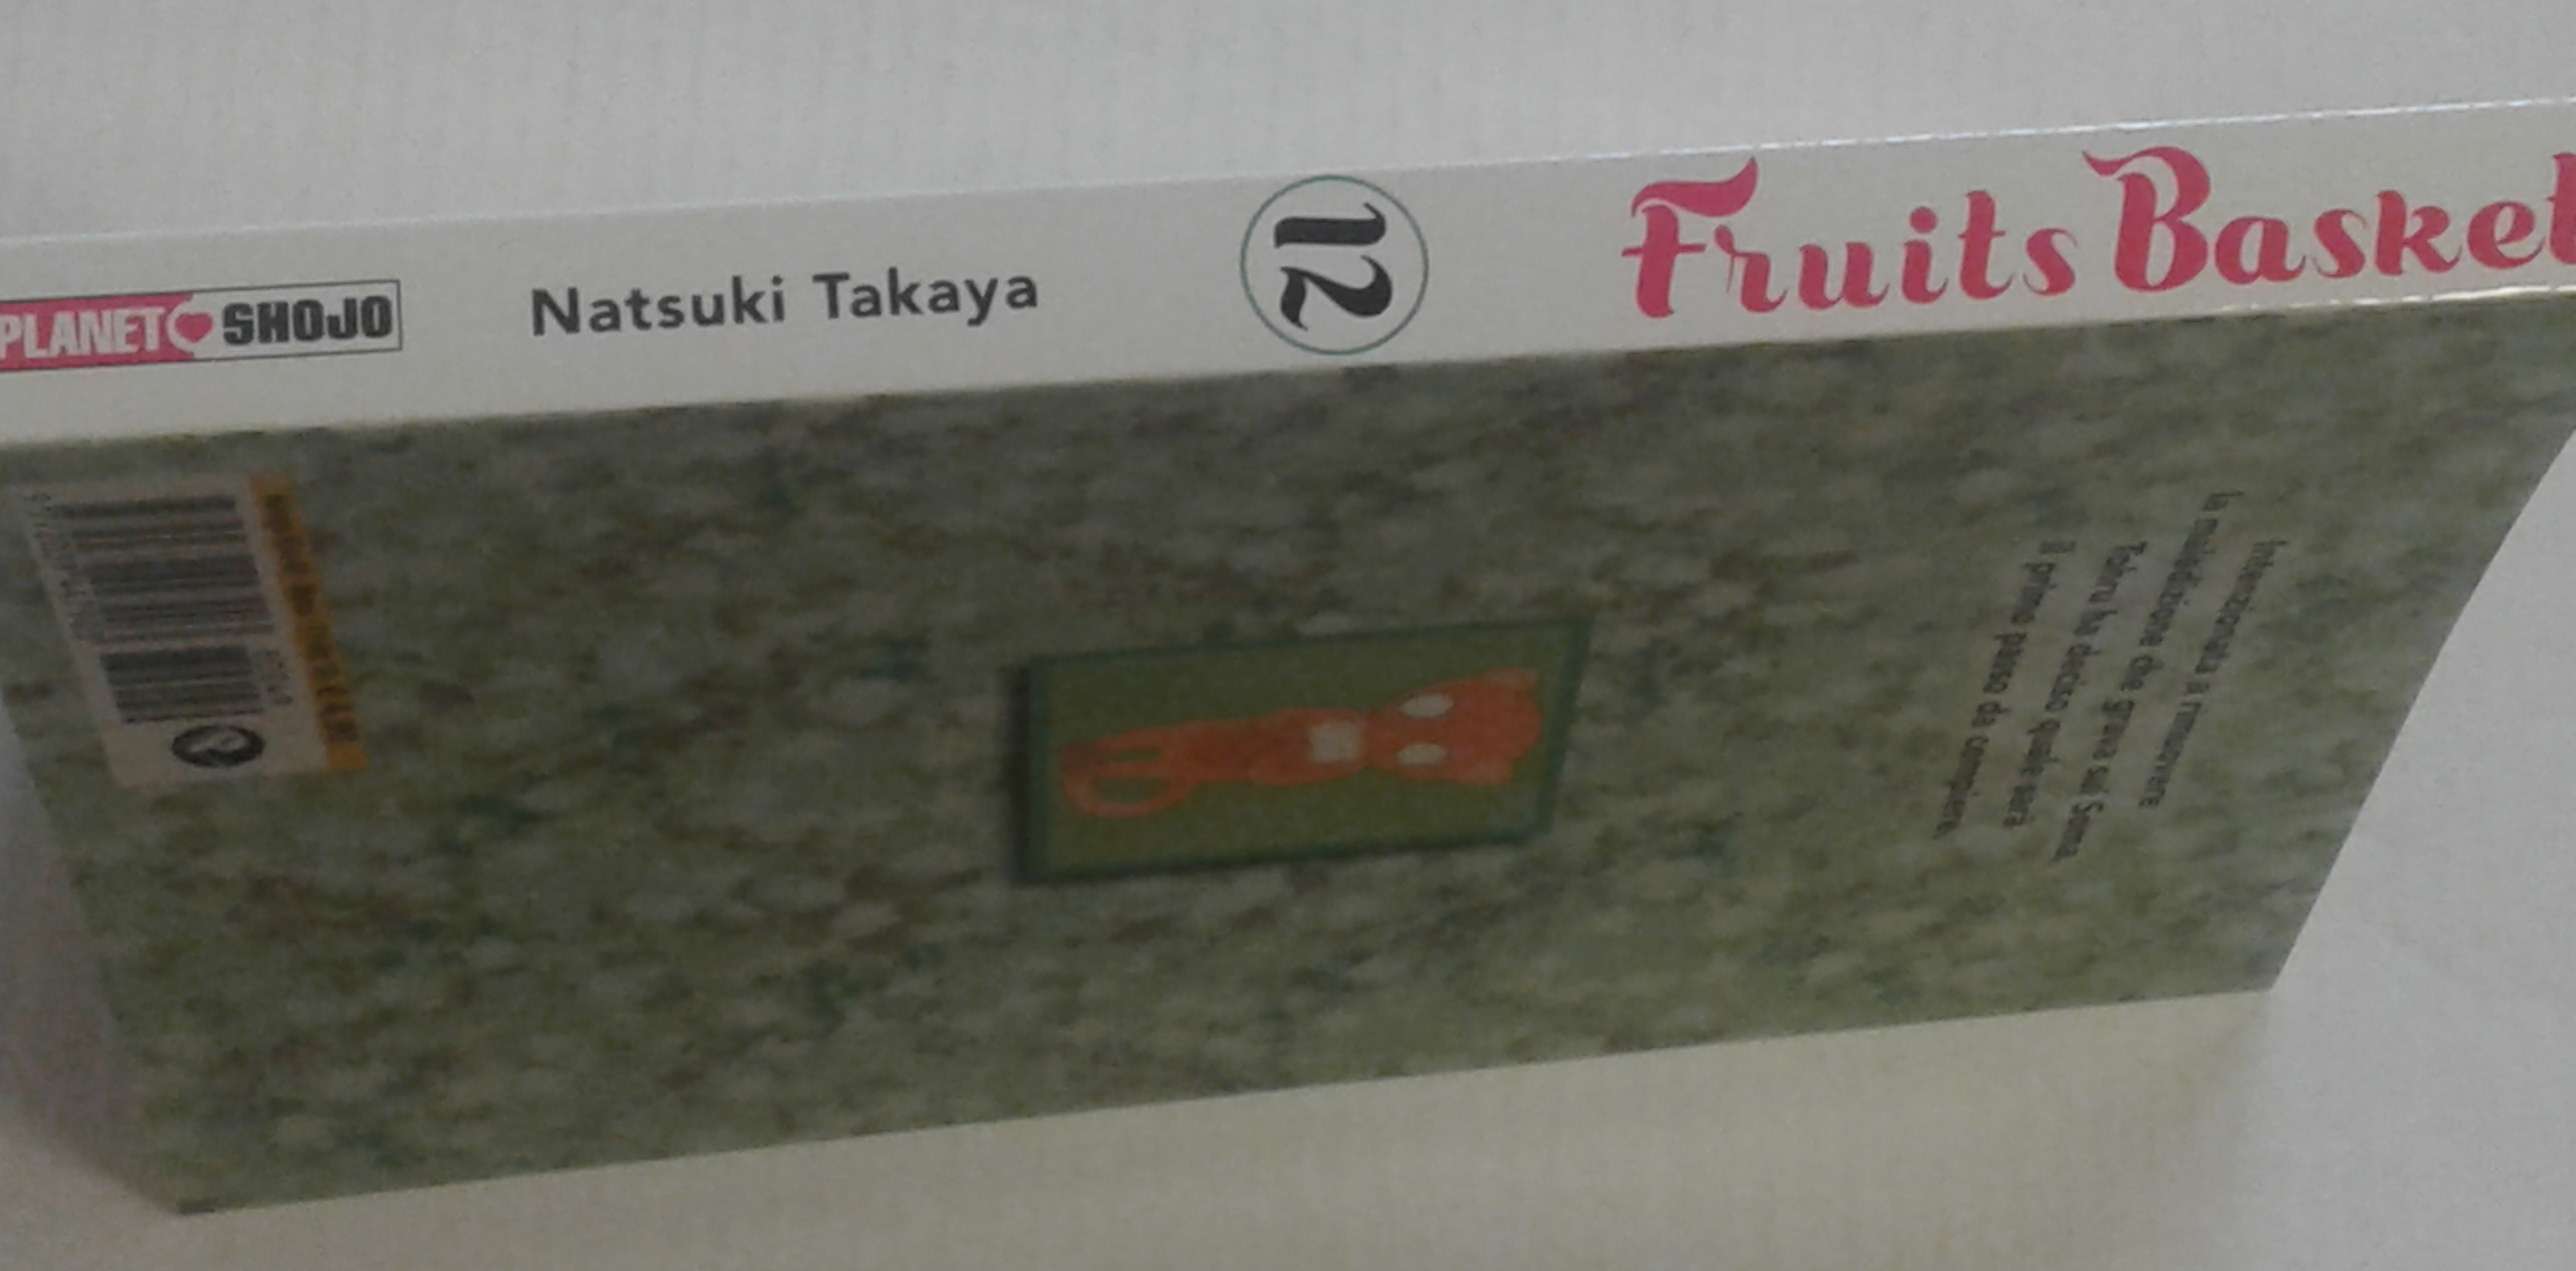 PLANET SHOJO
Natsuki Takaya
12
Fruits Basket
Intenzionata a rimuovere
la maledizione che grava sui Soma,
Tohru ha deciso quale sarà
il primo passo da compiere.